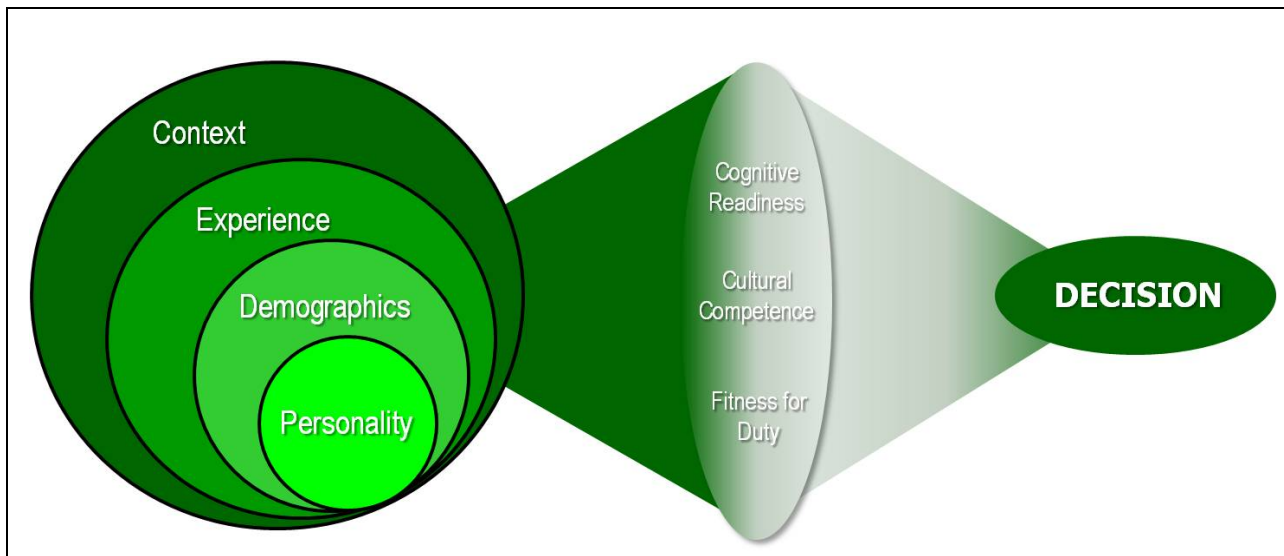 Context
Experience
Demographics
Personality
Cognitive
Readiness
Cultural
Competence
Fitness for
Duty
DECISION